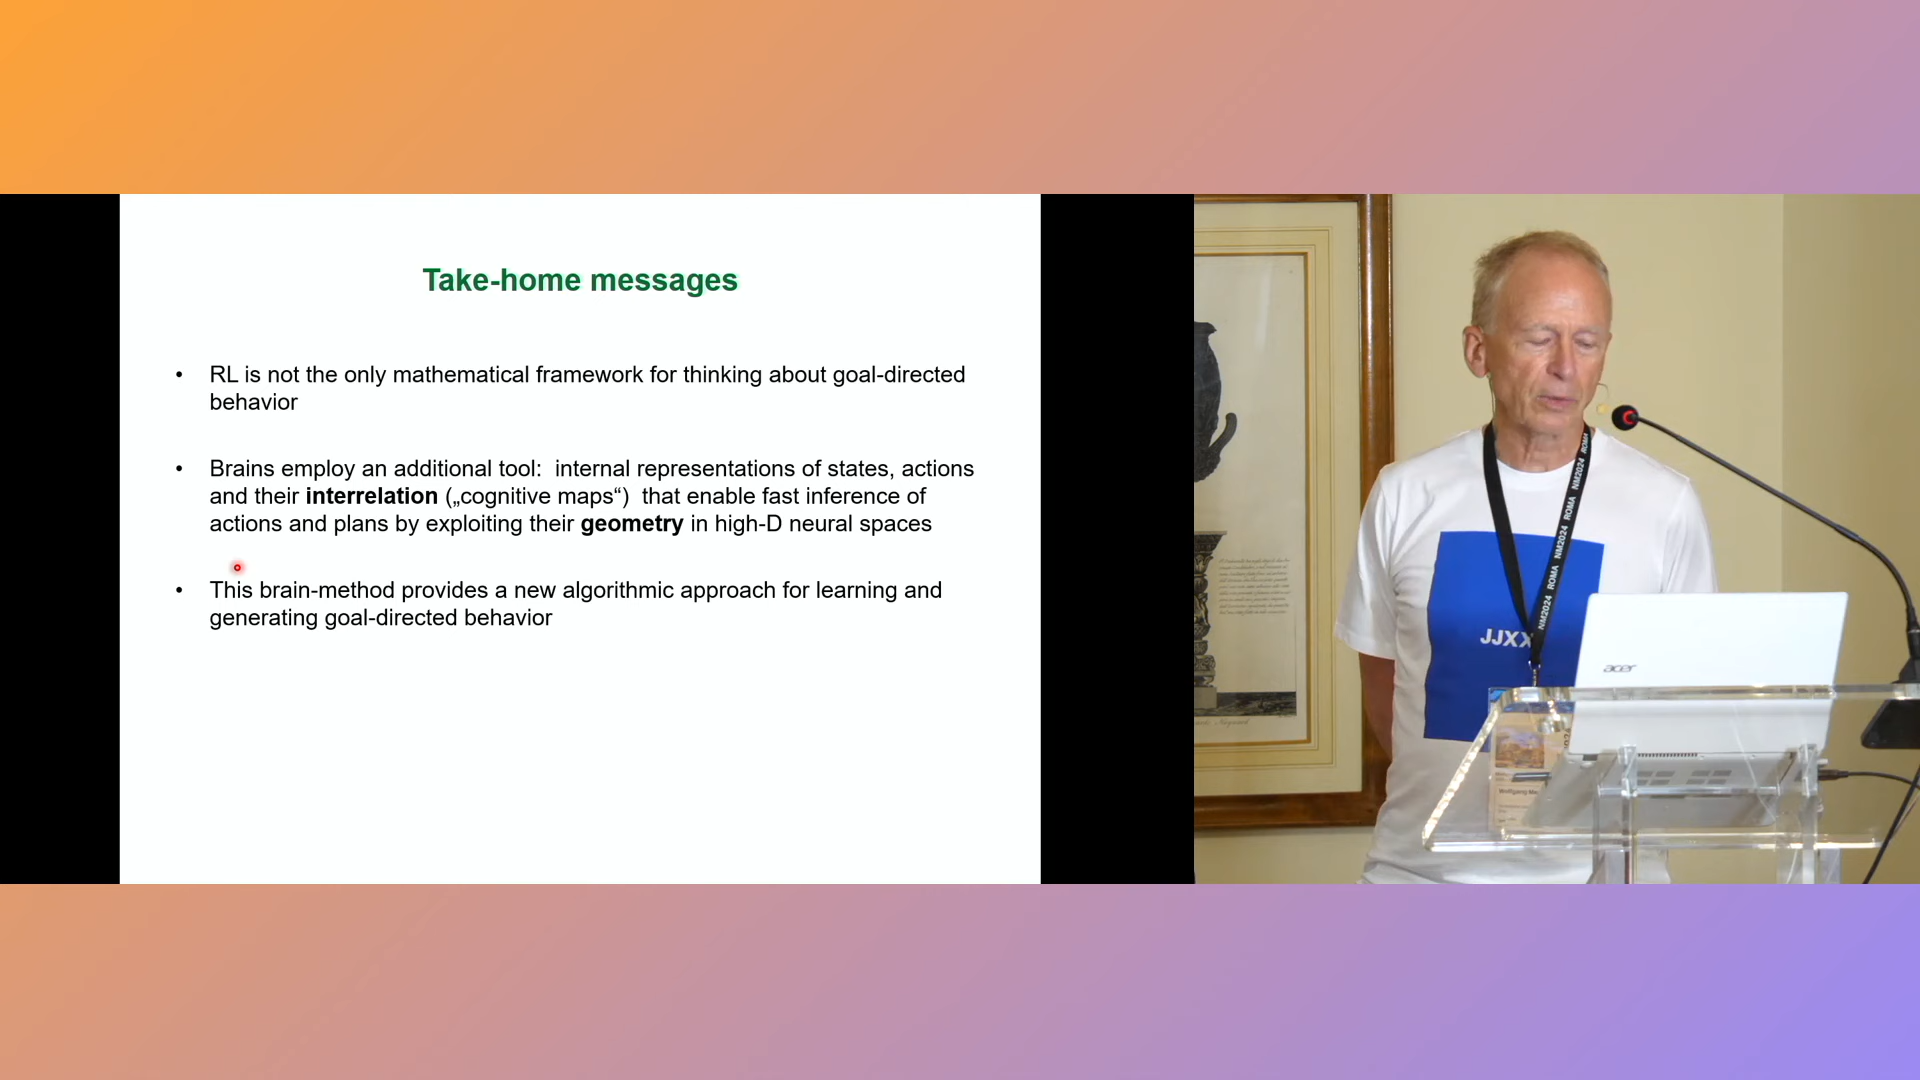 Take-home messages
• RL is not the only mathematical framework for thinking about goal-directed
behavior
• Brains employ an additional tool:  internal representations of states, actions
and their interrelation („cognitive maps“)  that enable fast inference of
actions and plans by exploiting their geometry in high-D neural spaces
• This brain-method provides a new algorithmic approach for learning and
generating goal-directed behavior
NM2024 ROMA NM2024 ROMA NM2024 ROMA
JJXX
acer
Wolfgang